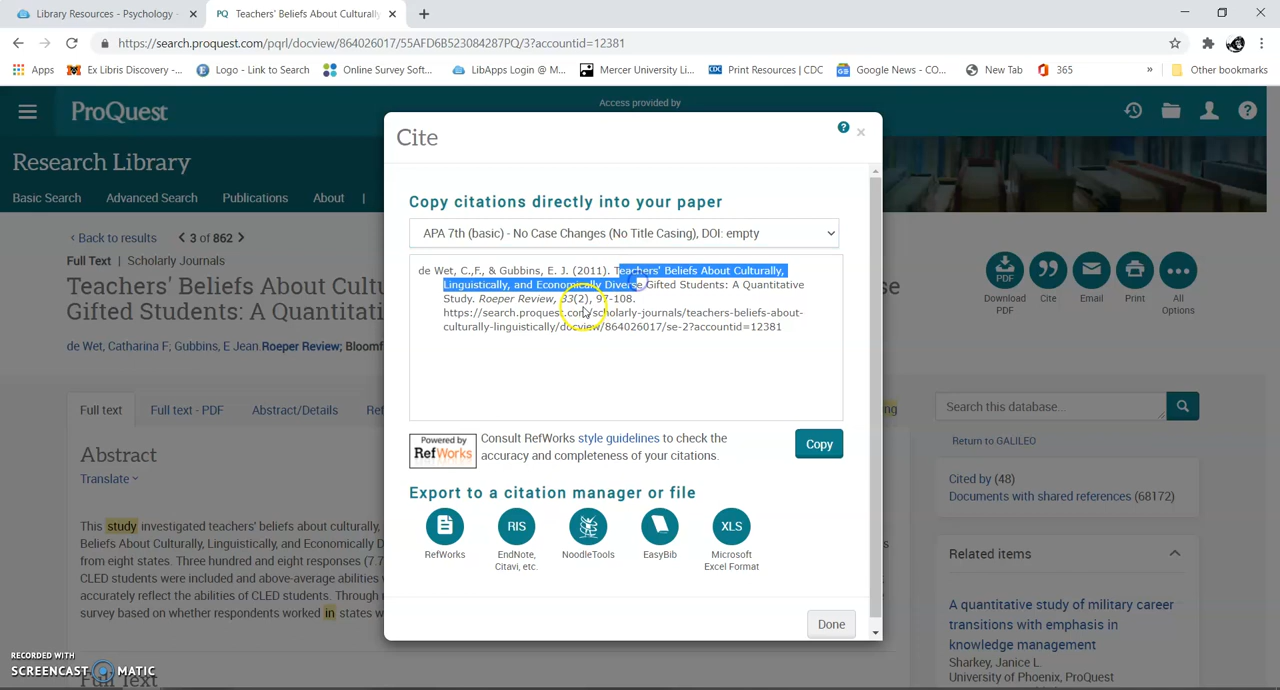 Library Resources - Psychology
PQ Teachers' Beliefs About Culturally
https://search.proquest.com/pqrl/docview/864026017/55AFD6B523084287PQ/3?accountid=12381
Apps
Ex Libris Discovery -...
Logo - Link to Search
Online Survey Soft...
LibApps Login @ M...
Mercer University Li...
CDC Print Resources | CDC
Google News - CO...
New Tab
365
»
Other bookmarks
ProQuest
Access provided by
Research Library
Basic Search
Advanced Search
Publications
About
‹ Back to results
3 of 862
Full Text | Scholarly Journals
Teachers' Beliefs About Cu
Gifted Students: A Quantita
de Wet, Catharina F; Gubbins, E Jean. Roeper Review; Bloomf
Download PDF
Cite
Email
Print
All Options
Full text
Full text - PDF
Abstract/Details
Ref
ng
Search this database...
Return to GALILEO
Abstract
Translate
This study investigated teachers' beliefs about culturally,
Beliefs About Culturally, Linguistically, and Economically D
from eight states. Three hundred and eight responses (7.7
CLED students were included and above-average abilities
accurately reflect the abilities of CLED students. Through
survey based on whether respondents worked in states w
Full Text
Cited by (48)
Documents with shared references (68172)
Related items
A quantitative study of military career
transitions with emphasis in
knowledge management
Sharkey, Janice L.
University of Phoenix, ProQuest
Cite
Copy citations directly into your paper
APA 7th (basic) - No Case Changes (No Title Casing), DOI: empty
de Wet, C.,F., & Gubbins, E. J. (2011). Teachers' Beliefs About Culturally,
Linguistically, and Economically Diverse Gifted Students: A Quantitative
Study. Roeper Review, 33(2), 97-108.
https://search.proquest.com/scholarly-journals/teachers-beliefs-about-
culturally-linguistically/docview/864026017/se-2?accountid=12381
Powered by
RefWorks
Consult RefWorks style guidelines to check the
accuracy and completeness of your citations.
Copy
Export to a citation manager or file
RefWorks
RIS
EndNote, Citavi, etc.
NoodleTools
EasyBib
XLS
Microsoft Excel Format
Done
RECORDED WITH
SCREENCAST MATIC